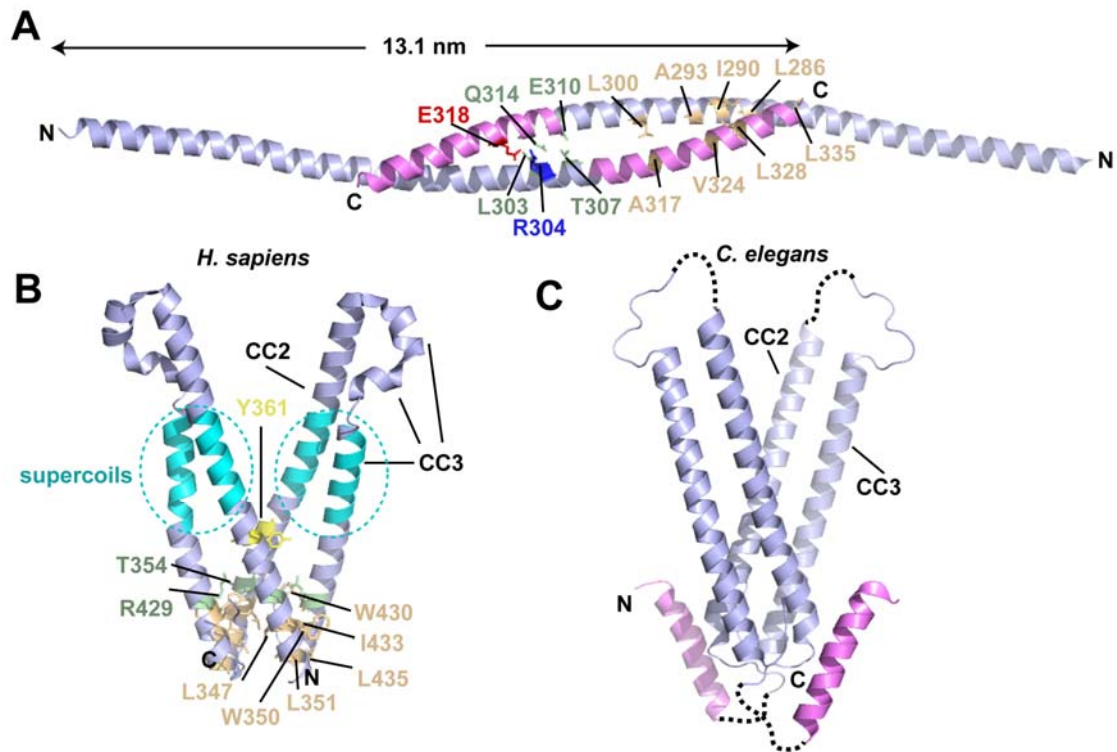 A
13.1 nm
L286
I290
A293
L300
E310
Q314
E318
C
N
N
L335
L328
V324
A317
T307
L303
R304
C
H. sapiens
C. elegans
B
C
CC2
CC2
Y361
CC3
CC3
supercoils
T354
R429
W430
I433
N
C
N
C
L435
L347
L351
W350